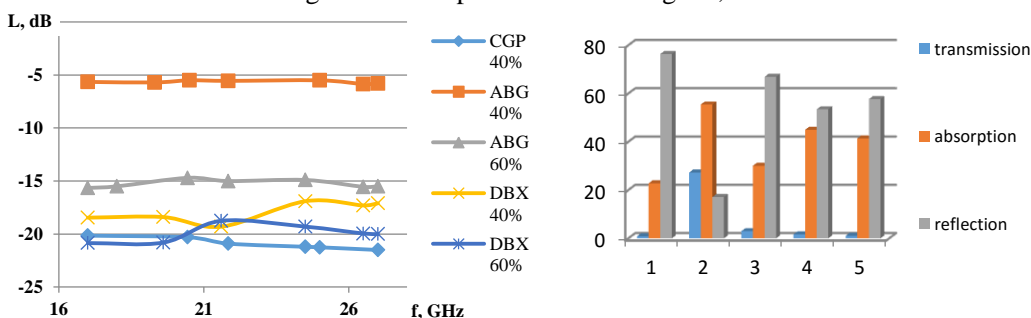 L, dB
0
-5
-10
-15
-20
-25
16
21
26
f, GHz
CGP
40%
ABG
40%
ABG
60%
DBX
40%
DBX
60%
80
60
40
20
0
1
2
3
4
5
transmission
absorption
reflection